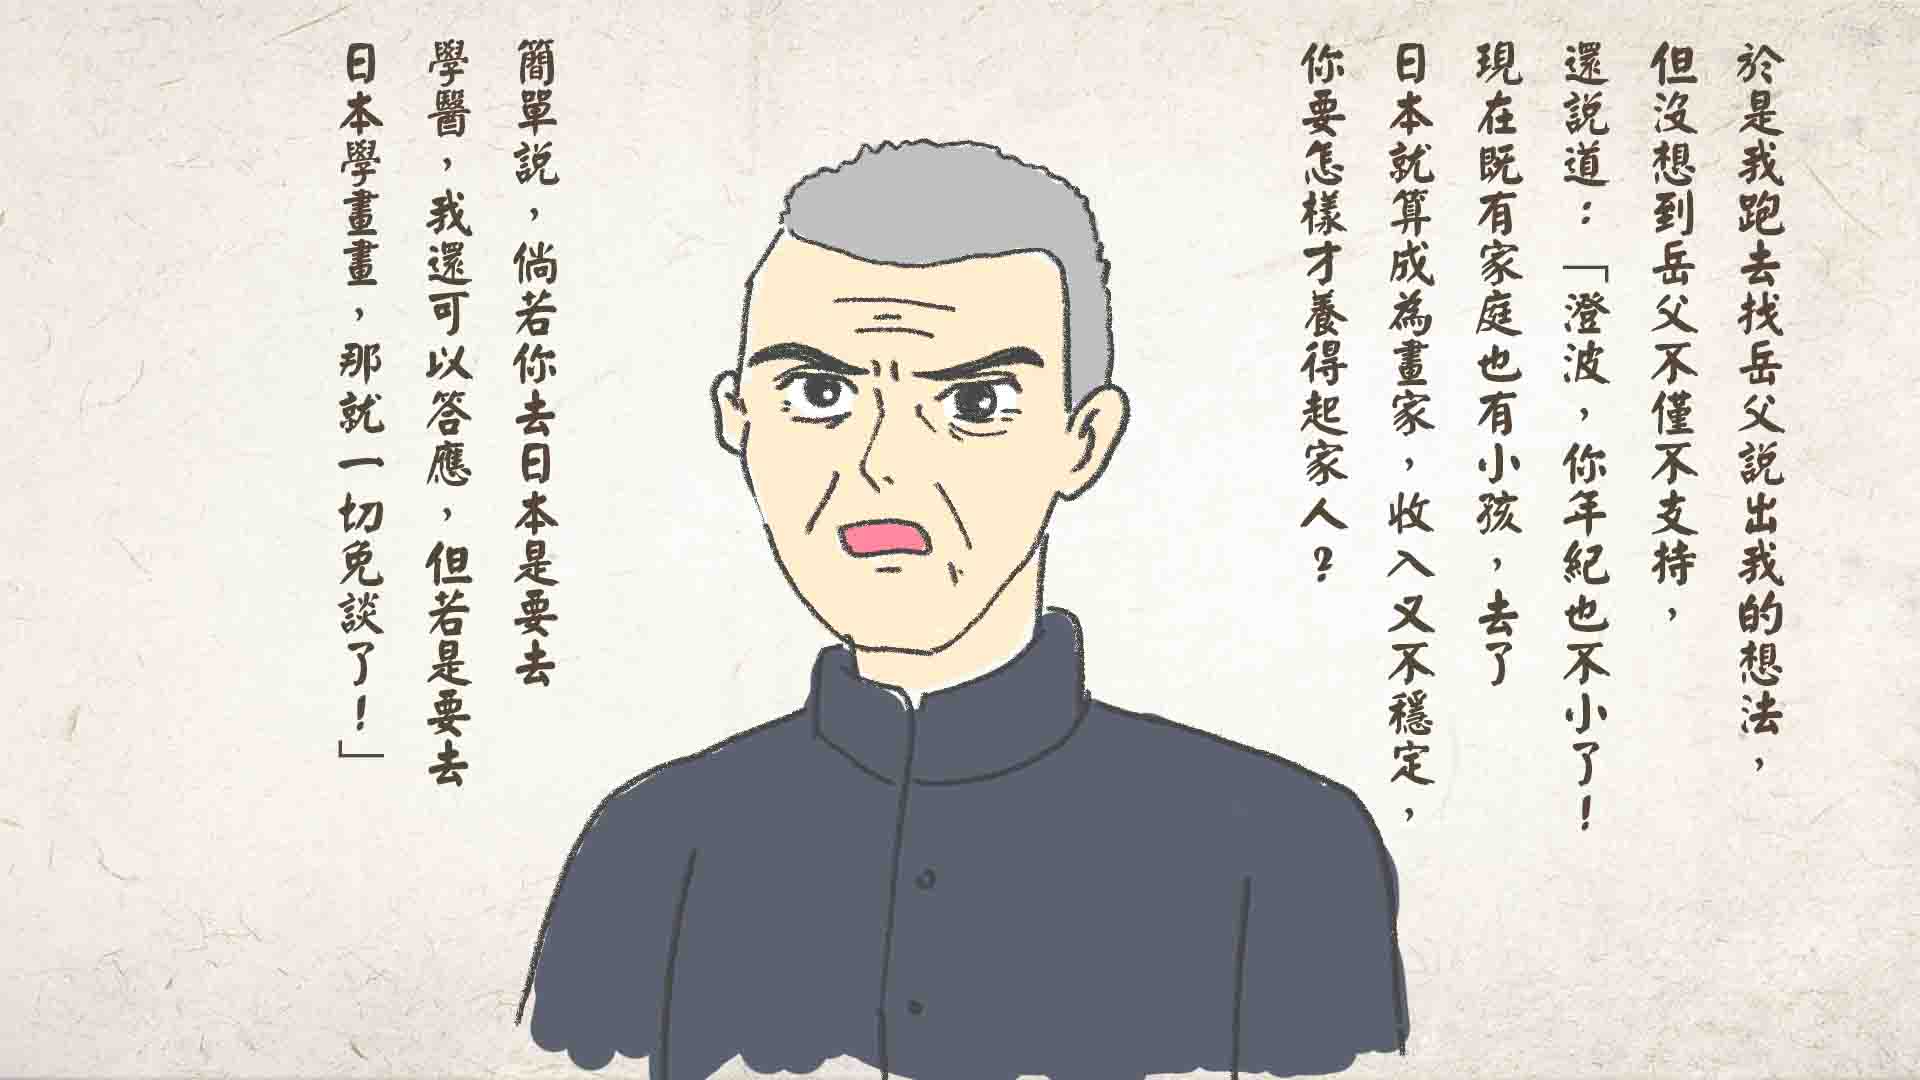 於是我跑去找岳父說出我的想法，
但沒想到岳父不僅不支持，
還說道：「澄波，你年紀也不小了！
現在既有家庭也有小孩，去了
日本就算成為畫家，收入又不穩定，
你要怎樣才養得起家人？
簡單說，倘若你去日本是要去
學醫，我還可以答應，但若是要去
日本學畫畫，那就一切免談了！」